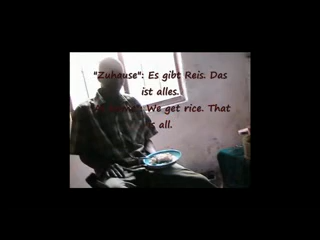 "Zuhause": Es gibt Reis. Das
ist alles.
We get rice. That
all.